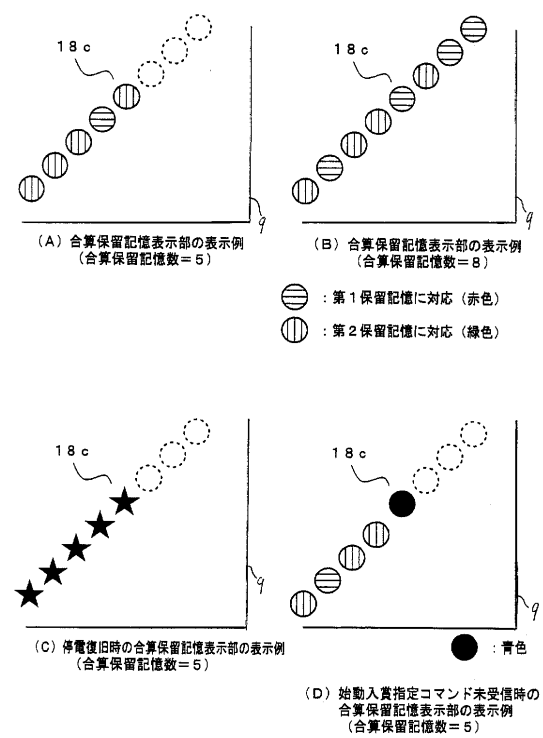 18c
9
(A) 合算保留記憶表示部の表示例
(合算保留記憶数=5)
18c
9
(B) 合算保留記憶表示部の表示例
(合算保留記憶数=8)
:第1保留記憶に対応(赤色)
:第2保留記憶に対応(緑色)
18c
9
(C) 停電復旧時の合算保留記憶表示部の表示例
(合算保留記憶数=5)
18c
9
:青色
(D) 始動入賞指定コマンド未受信時の
合算保留記憶表示部の表示例
(合算保留記憶数=5)